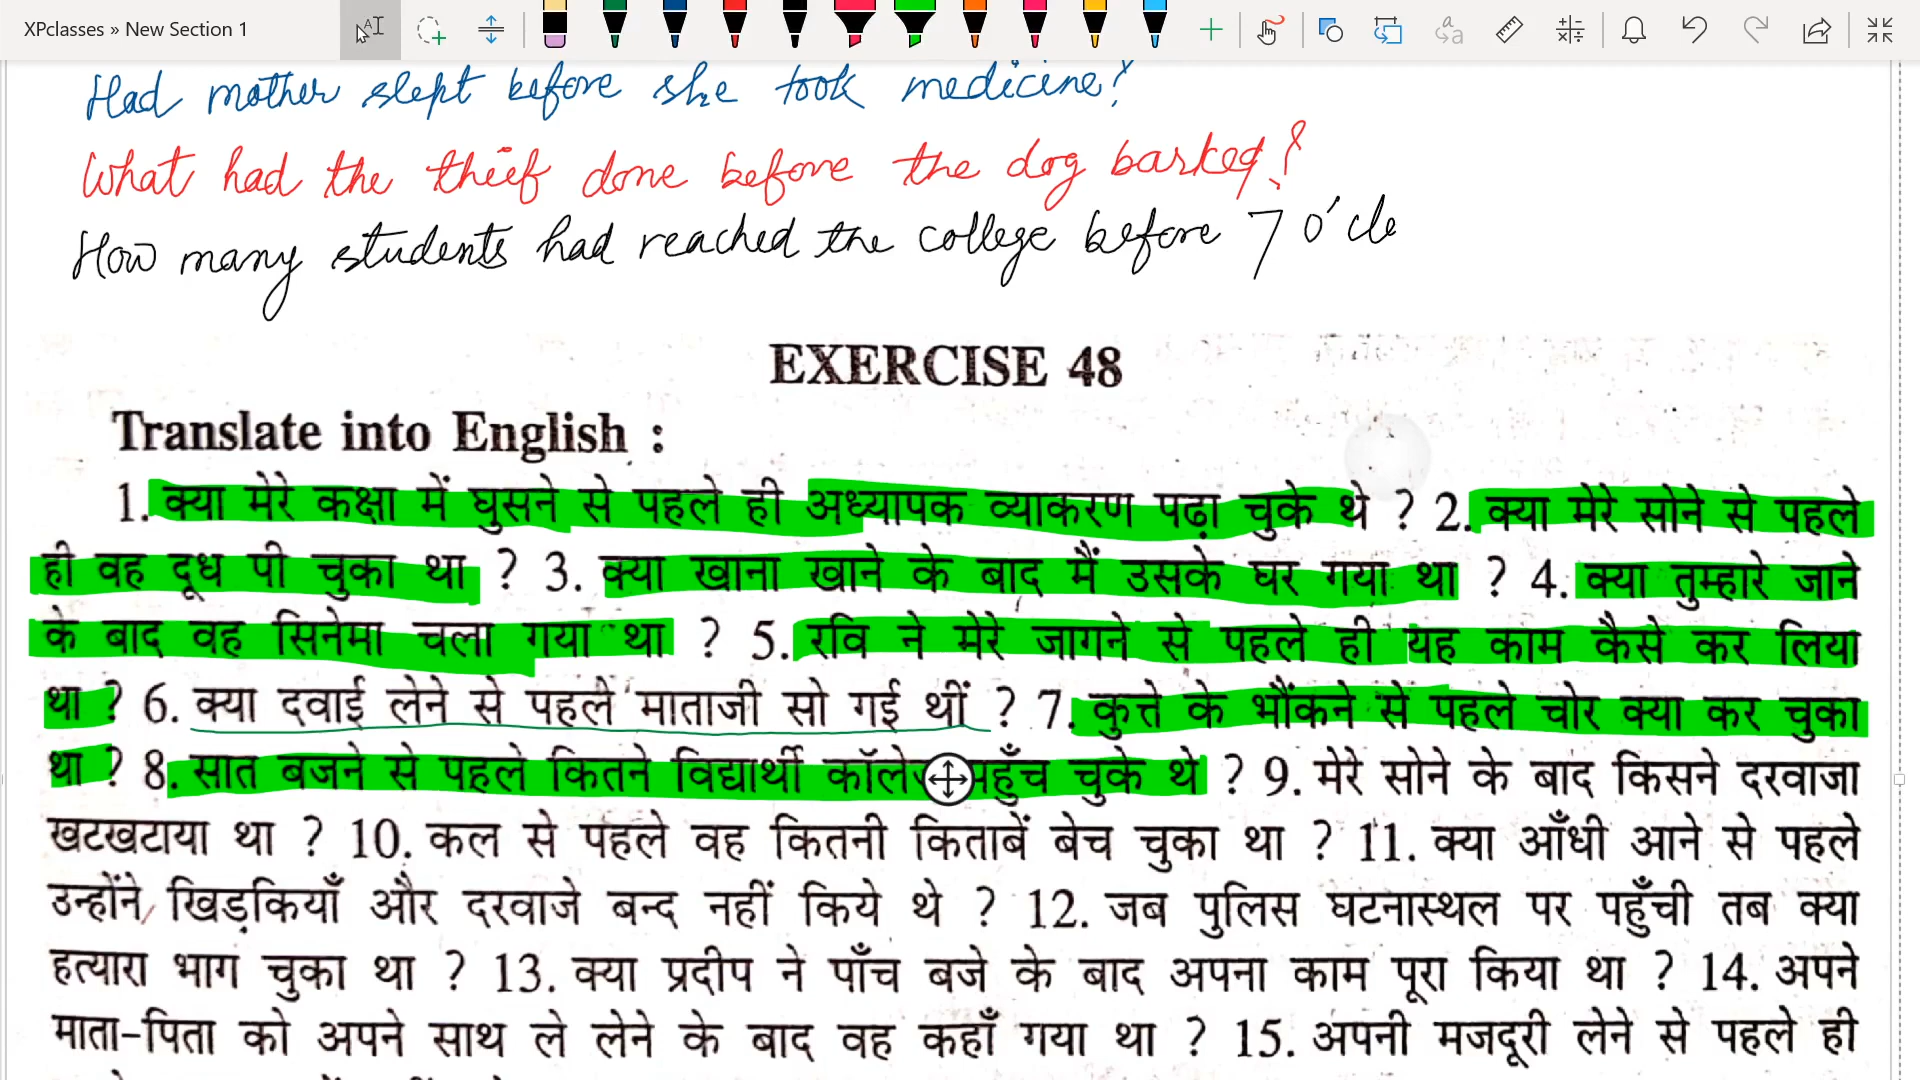 XPclasses » New Section 1
Had mother slept before she took medicine?
What had the thief done before the dog barked?
How many students had reached the college before 7 o'clo
EXERCISE 48
Translate into English :
1. क्या मेरे कक्षा में घुसने से पहले ही अध्यापक व्याकरण पढ़ा चुके थे ? 2. क्या मेरे सोने से पहले
ही वह दूध पी चुका था ? 3. क्या खाना खाने के बाद मैं उसके घर गया था ? 4. क्या तुम्हारे जाने
के बाद वह सिनेमा चला गया था ? 5. रवि ने मेरे जागने से पहले ही यह काम कैसे कर लिया
था ? 6. क्या दवाई लेने से पहले माताजी सो गई थीं ? 7. कुत्ते के भौंकने से पहले चोर क्या कर चुका
था ? 8. सात बजने से पहले कितने विद्यार्थी कॉलेज पहुँच चुके थे ? 9. मेरे सोने के बाद किसने दरवाजा
खटखटाया था ? 10. कल से पहले वह कितनी किताबें बेच चुका था ? 11. क्या आँधी आने से पहले
उन्होंने खिड़कियाँ और दरवाजे बन्द नहीं किये थे ? 12. जब पुलिस घटनास्थल पर पहुँची तब क्या
हत्यारा भाग चुका था ? 13. क्या प्रदीप ने पाँच बजे के बाद अपना काम पूरा किया था ? 14. अपने
माता-पिता को अपने साथ ले लेने के बाद वह कहाँ गया था ? 15. अपनी मजदूरी लेने से पहले ही